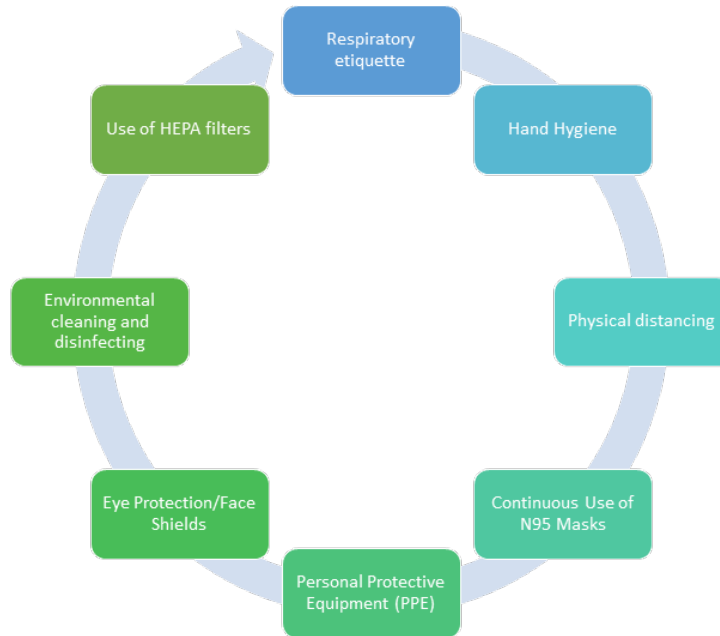 Respiratory
etiquette
Hand Hygiene
Physical distancing
Continuous Use of
N95 Masks
Personal Protective
Equipment (PPE)
Eye Protection/Face
Shields
Environmental
cleaning and
disinfecting
Use of HEPA filters